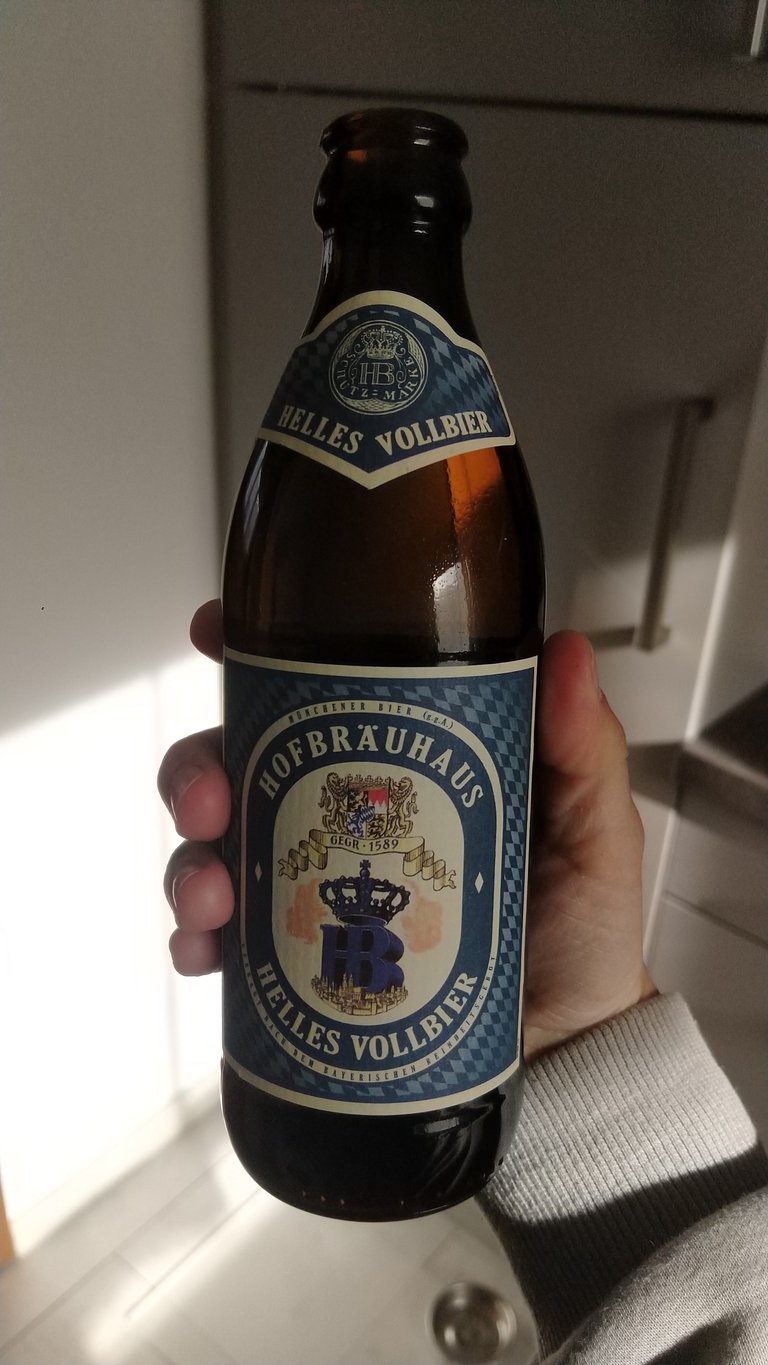 HB
SCHUTZ-MARKE
HELLES VOLLBIER
MÜNCHENER BIER (g.g.A.)
HOFBRÄUHAUS
GEGR · 1589
HB
HELLES VOLLBIER
GEBRAUT NACH DEM BAYERISCHEN REINHEITSGEBOT